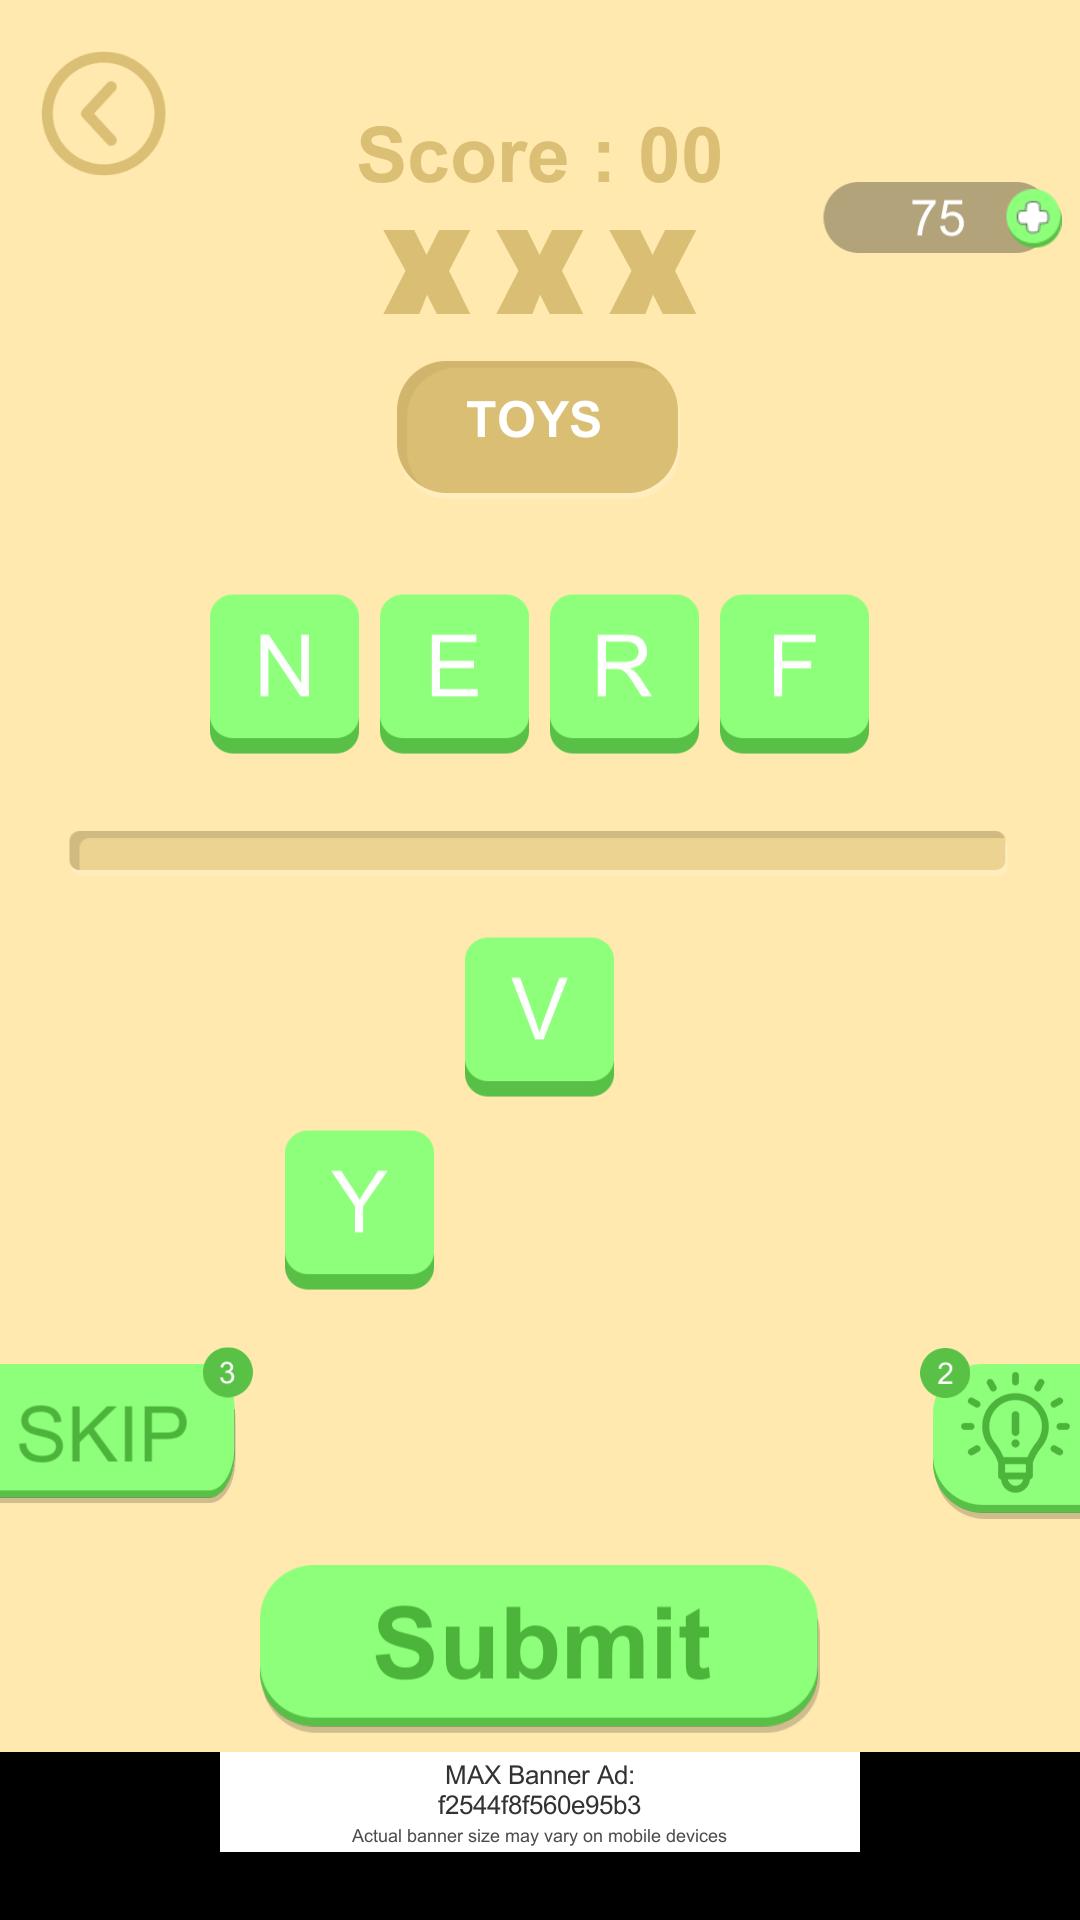 Score : 00
75
X X X
TOYS
N E R F
V
Y
3
2
SKIP
Submit
MAX Banner Ad:
f2544f8f560e95b3
Actual banner size may vary on mobile devices